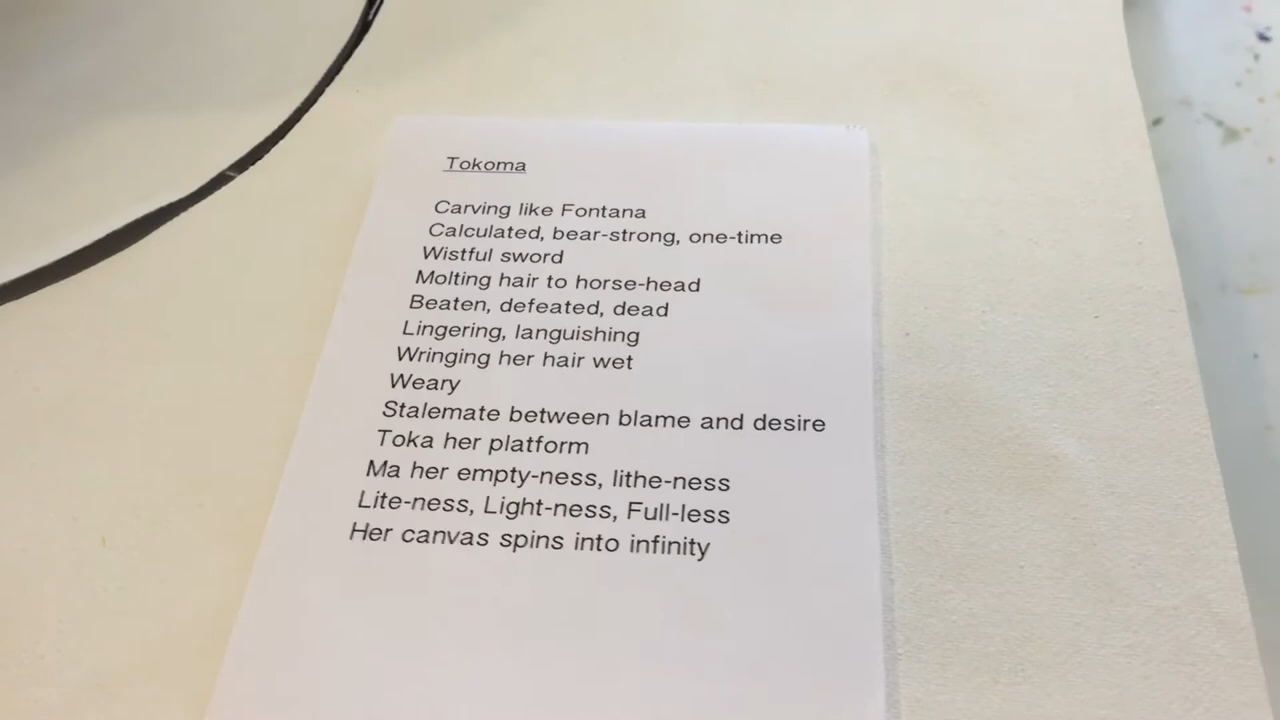 Tokoma
Carving like Fontana
Calculated, bear-strong, one-time
Wistful sword
Molting hair to horse-head
Beaten, defeated, dead
Lingering, languishing
Wringing her hair wet
Weary
Stalemate between blame and desire
Toka her platform
Ma her empty-ness, lithe-ness
Lite-ness, Light-ness, Full-less
Her canvas spins into infinity